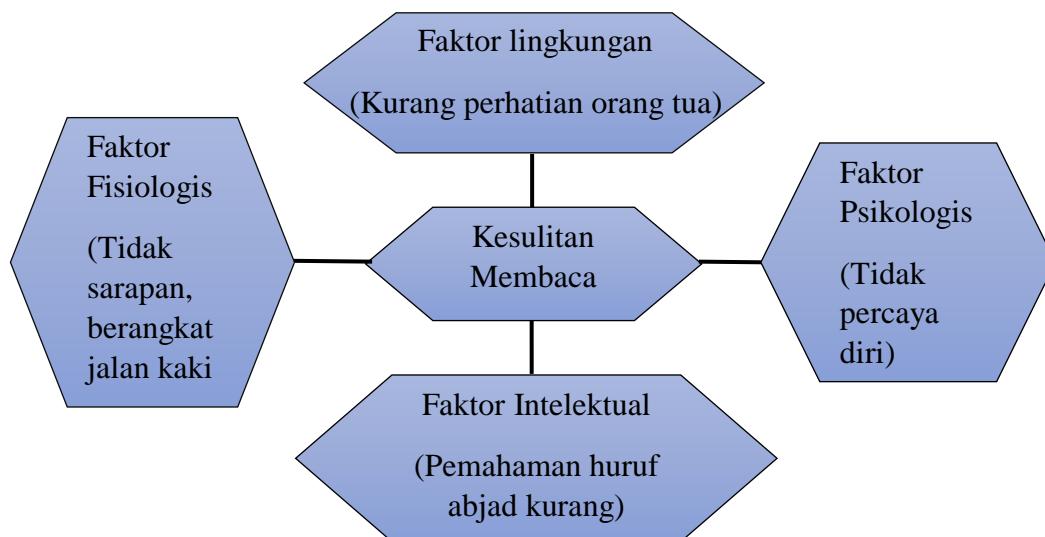 Faktor lingkungan
(Kurang perhatian orang tua)
Faktor
Fisiologis
(Tidak
sarapan,
berangkat
jalan kaki
Kesulitan
Membaca
Faktor
Psikologis
(Tidak
percaya
diri)
Faktor Intelektual
(Pemahaman huruf
abjad kurang)